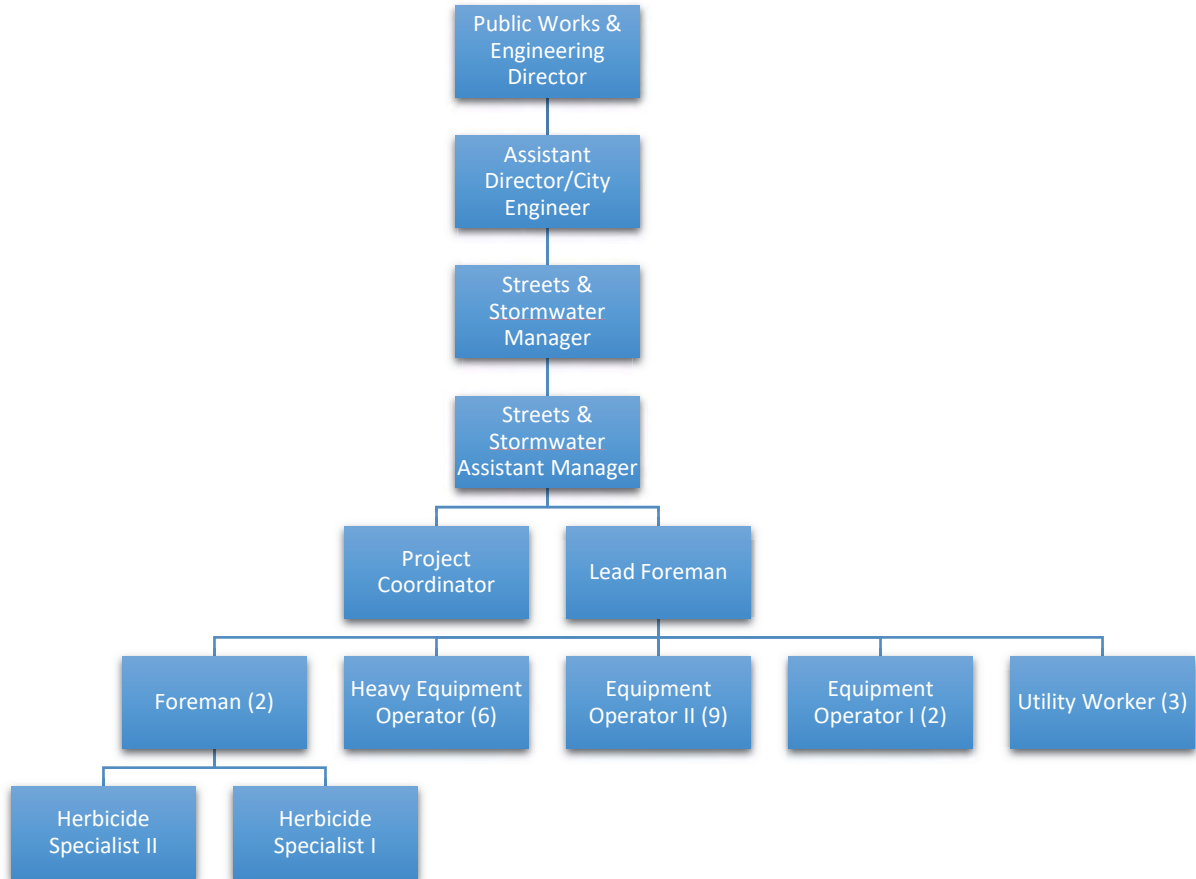 Public Works &
Engineering
Director
Assistant
Director/City
Engineer
Streets &
Stormwater
Manager
Streets &
Stormwater
Assistant Manager
Project
Coordinator
Lead Foreman
Foreman (2)
Heavy Equipment
Operator (6)
Equipment
Operator II (9)
Equipment
Operator I (2)
Utility Worker (3)
Herbicide
Specialist II
Herbicide
Specialist I